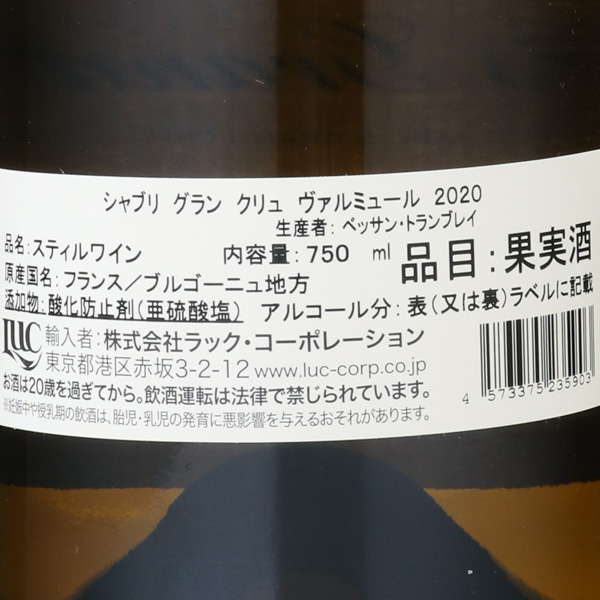 シャブリ グラン クリュ ヴァルミュール 2020
生産者：ベッサン・トランブレイ
品名：スティルワイン 内容量：750 ml
品目：果実酒
原産国名：フランス／ブルゴーニュ地方
添加物：酸化防止剤（亜硫酸塩） アルコール分：表（又は裏）ラベルに記載
LUC 輸入者：株式会社ラック・コーポレーション
東京都港区赤坂3-2-12 www.luc-corp.co.jp
お酒は20歳を過ぎてから。飲酒運転は法律で禁じられています。
妊娠中や授乳期の飲酒は、胎児・乳児の発育に悪影響を与えるおそれがあります。
4 573375 235903